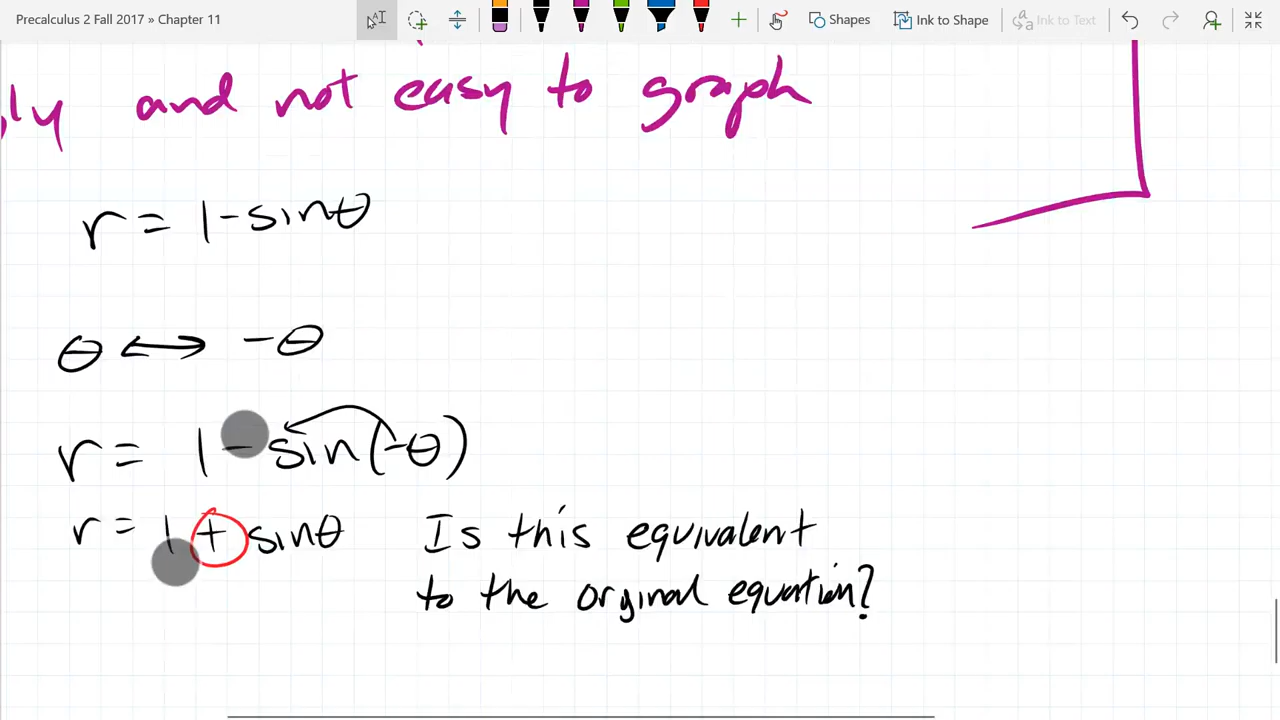 Precalculus 2 Fall 2017 » Chapter 11
Shapes
Ink to Shape
Ink to Text
and not easy to graph
r = 1 - sinθ
θ ↔ -θ
r = 1 - sin(-θ)
r = 1 + sinθ
Is this equivalent
to the orginal equation?